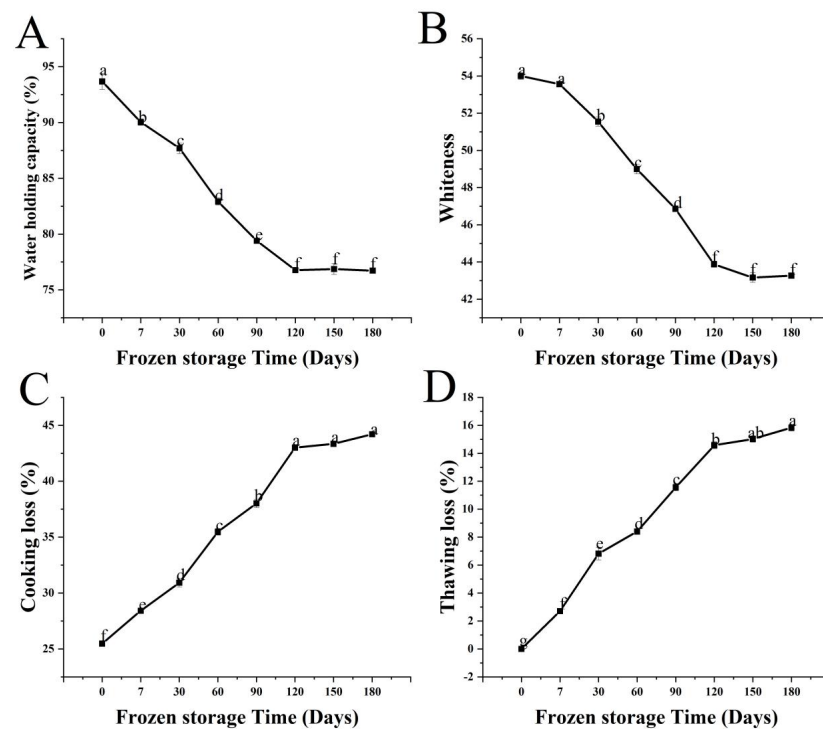 A
Water holding capacity (%)
95
90
85
80
75
a
b
c
d
e
f
f
f
0 7 30 60 90 120 150 180
Frozen storage Time (Days)
B
Whiteness
56
54
52
50
48
46
44
42
a
a
b
c
d
f
f
f
0 7 30 60 90 120 150 180
Frozen storage Time (Days)
C
Cooking loss (%)
45
40
35
30
25
f
e
d
c
b
a
a
a
0 7 30 60 90 120 150 180
Frozen storage Time (Days)
D
Thawing loss (%)
18
16
14
12
10
8
6
4
2
0
-2
g
f
e
d
c
b
ab
a
0 7 30 60 90 120 150 180
Frozen storage Time (Days)